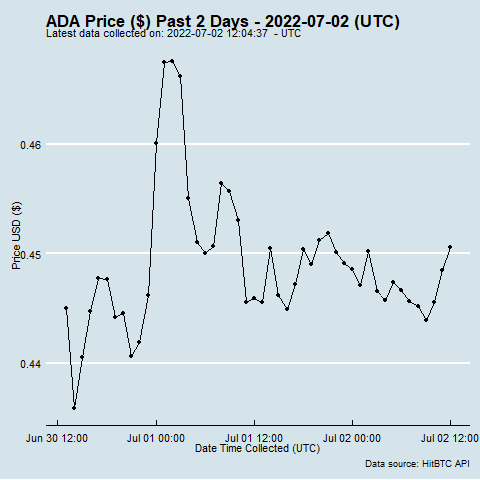 ADA Price ($) Past 2 Days - 2022-07-02 (UTC)
Latest data collected on: 2022-07-02 12:04:37 - UTC
0.46
0.45
0.44
Price USD ($)
Jun 30 12:00 Jul 01 00:00 Jul 01 12:00 Jul 02 00:00 Jul 02 12:00
Date Time Collected (UTC)
Data source: HitBTC API